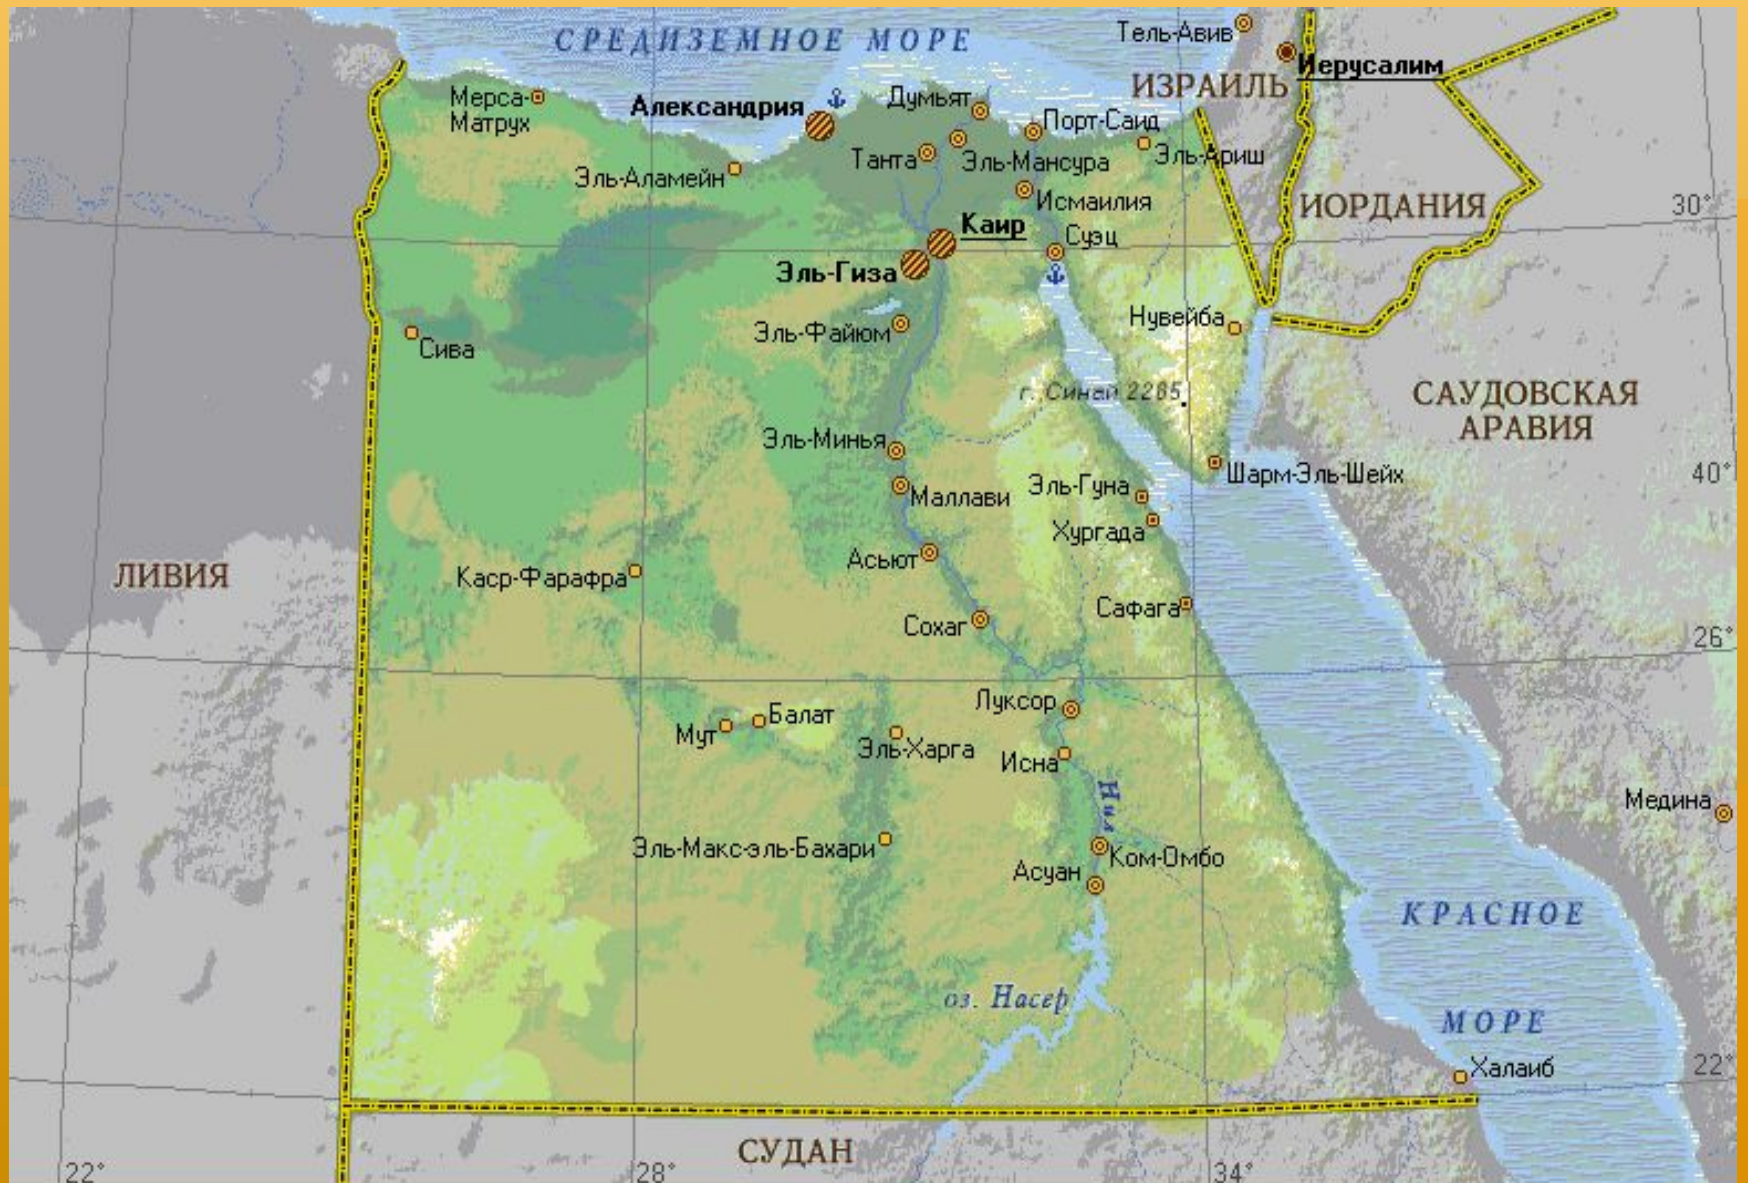 СРЕДИЗЕМНОЕ МОРЕ
Тель-Авив
Иерусалим
ИЗРАИЛЬ
Мерса-
Матрух
Александрия
Думьят
Порт-Саид
Танта
Эль-Мансура
Эль-Ариш
Эль-Аламейн
Исмаилия
ИОРДАНИЯ
30°
Каир
Суэц
Эль-Гиза
Нувейба
Эль-Файюм
Сива
г. Синай 2285
САУДОВСКАЯ
АРАВИЯ
Эль-Минья
Шарм-Эль-Шейх
40°
Маллави
Эль-Гуна
Хургада
Асьют
ЛИВИЯ
Каср-Фарафра
Сафага
Сохаг
26°
Луксор
Балат
Мут
Эль-Харга
Исна
Нил
Медина
Эль-Макс-эль-Бахари
Ком-Омбо
Асуан
КРАСНОЕ
МОРЕ
оз. Насер
Халаиб
22°
СУДАН
22°
28°
34°